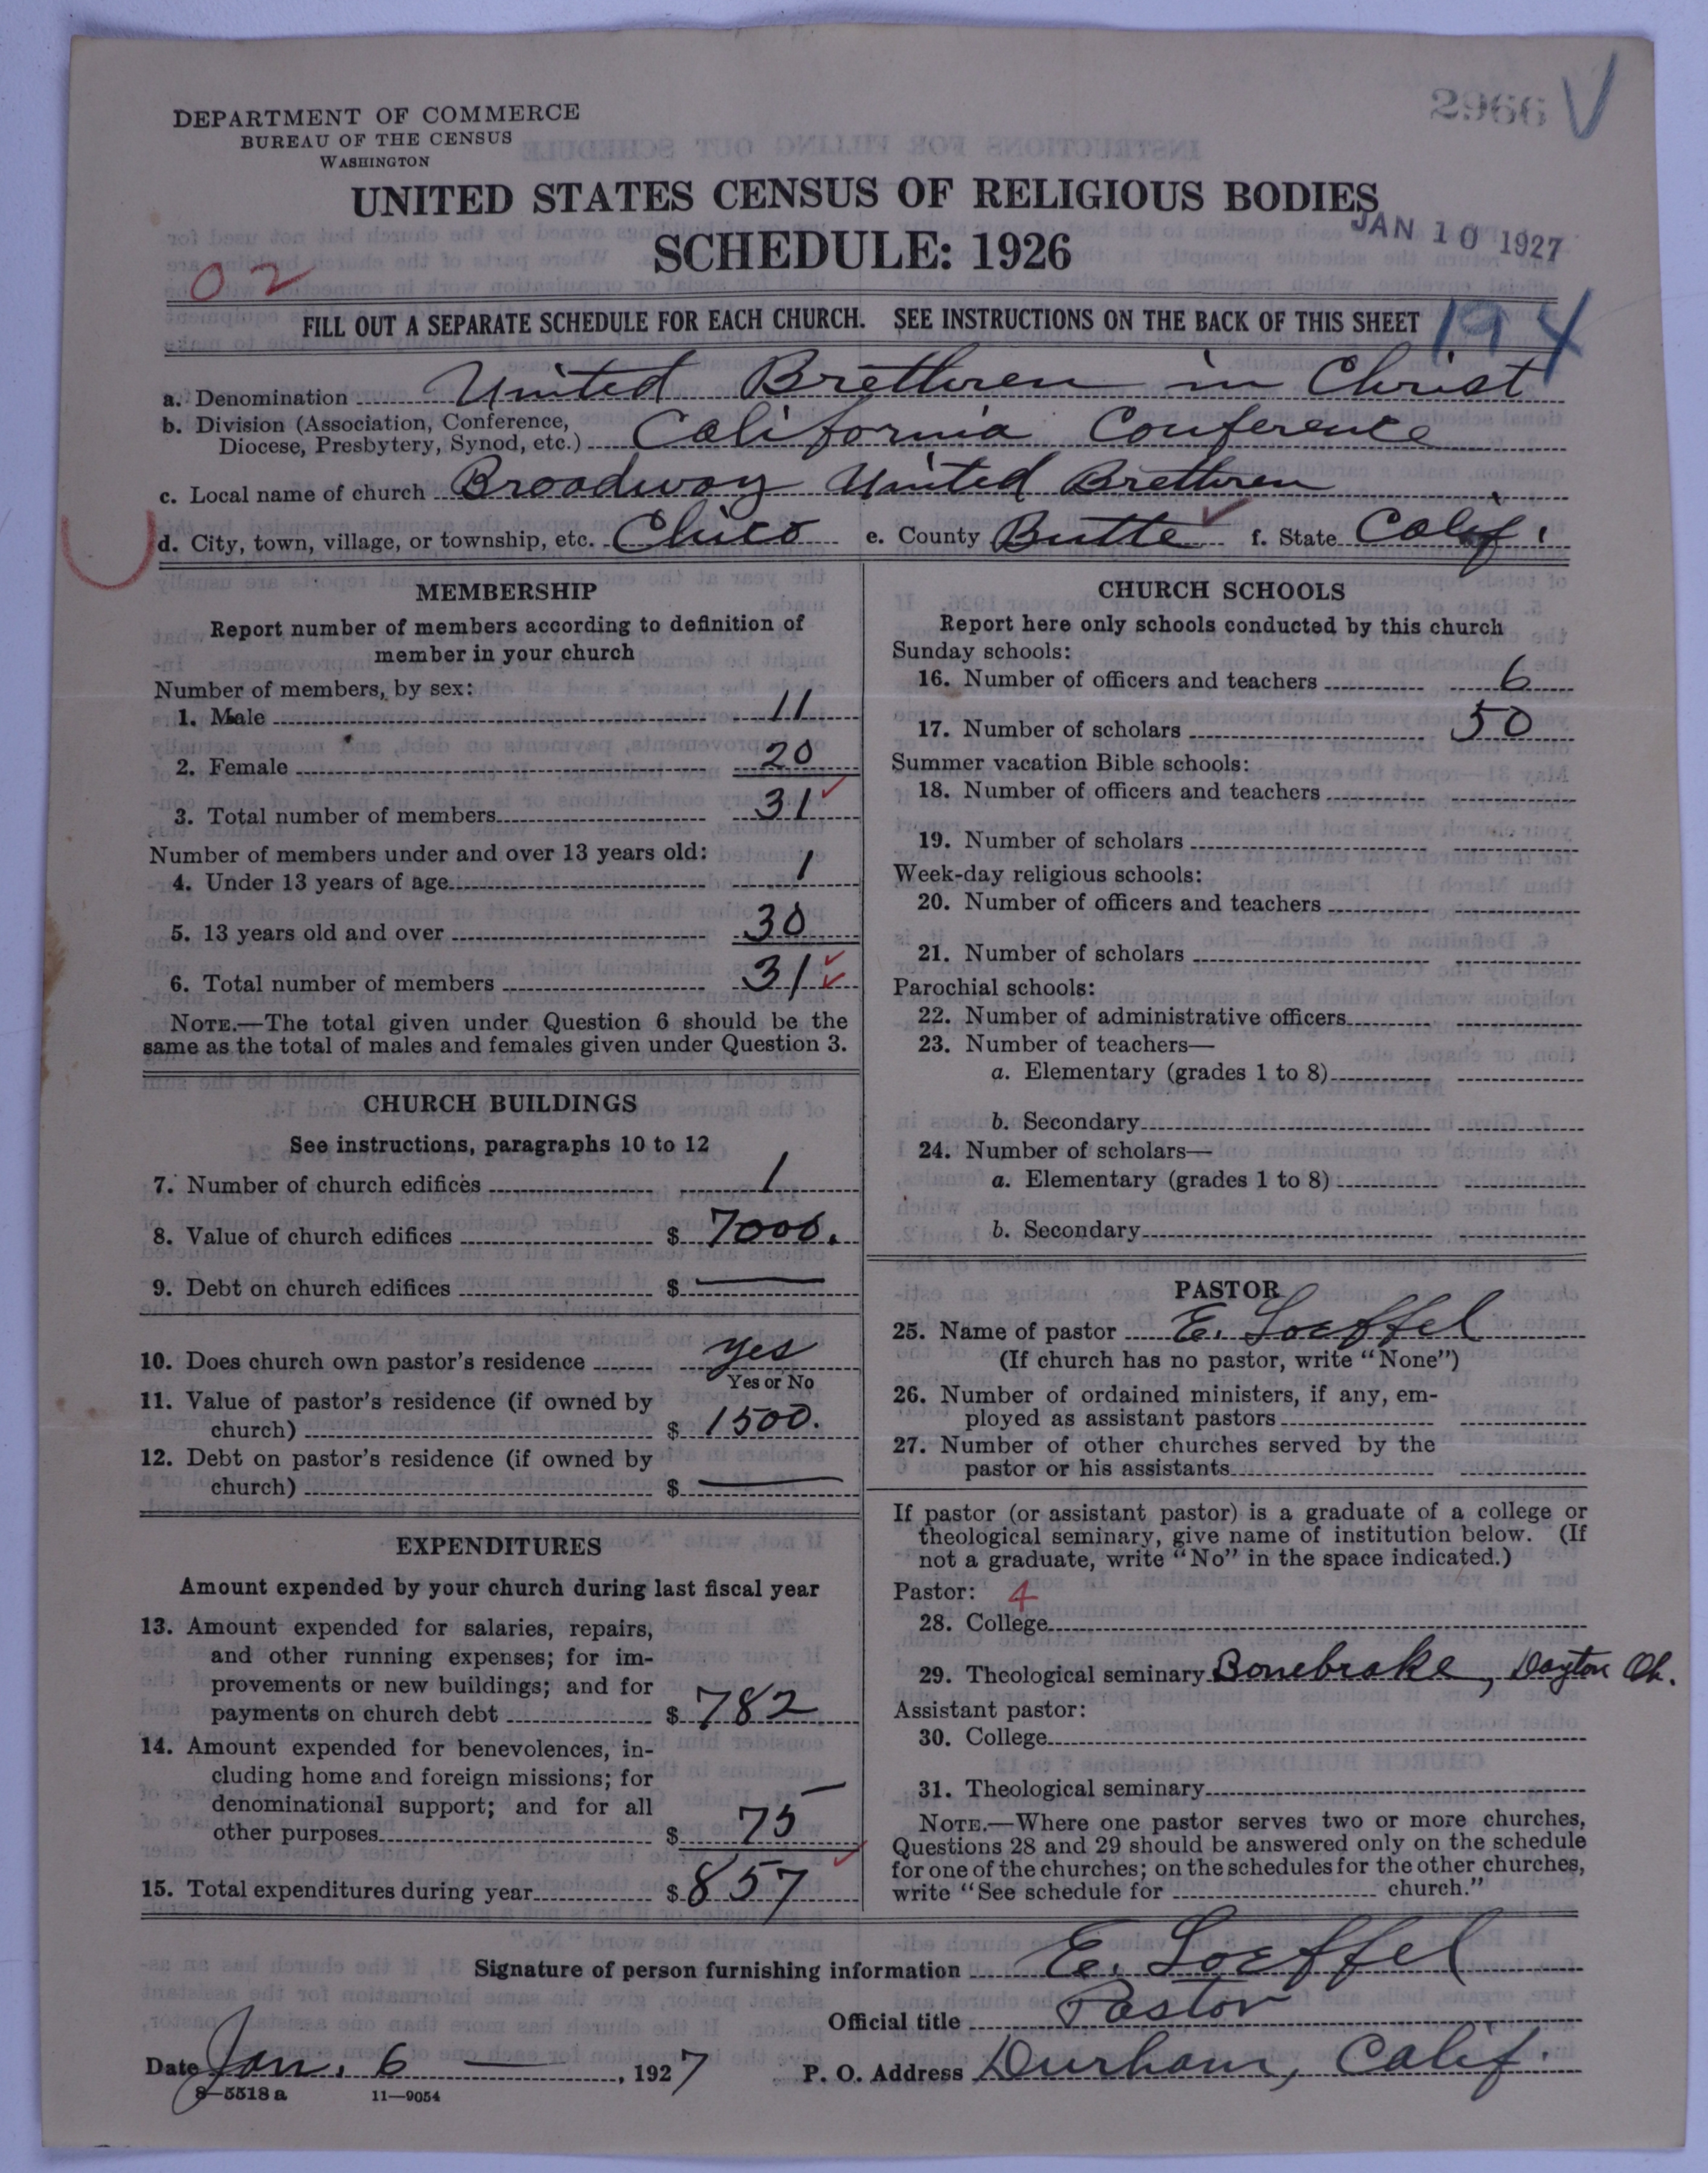 DEPARTMENT OF COMMERCE
BUREAU OF THE CENSUS
WASHINGTON
2966 V
UNITED STATES CENSUS OF RELIGIOUS BODIES
SCHEDULE: 1926
JAN 10 1927
02
FILL OUT A SEPARATE SCHEDULE FOR EACH CHURCH. SEE INSTRUCTIONS ON THE BACK OF THIS SHEET
19 X
a. Denomination United Brethren in Christ
b. Division (Association, Conference,
Diocese, Presbytery, Synod, etc.) California Conference
c. Local name of church Broadway United Brethren
d. City, town, village, or township, etc. Chico e. County Butte f. State Calif.
MEMBERSHIP
Report number of members according to definition of
member in your church
Number of members, by sex:
1. Male 11
2. Female 20
3. Total number of members 31
Number of members under and over 13 years old:
4. Under 13 years of age 1
5. 13 years old and over 30
6. Total number of members 31
NOTE.—The total given under Question 6 should be the
same as the total of males and females given under Question 3.
CHURCH BUILDINGS
See instructions, paragraphs 10 to 12
7. Number of church edifices 1
8. Value of church edifices $ 7000.
9. Debt on church edifices $ —
10. Does church own pastor's residence yes
Yes or No
11. Value of pastor's residence (if owned by
church) $ 1500.
12. Debt on pastor's residence (if owned by
church) $ —
EXPENDITURES
Amount expended by your church during last fiscal year
13. Amount expended for salaries, repairs,
and other running expenses; for im-
provements or new buildings; and for
payments on church debt $ 782
14. Amount expended for benevolences, in-
cluding home and foreign missions; for
denominational support; and for all
other purposes $ 75
15. Total expenditures during year $ 857
CHURCH SCHOOLS
Report here only schools conducted by this church
Sunday schools:
16. Number of officers and teachers 6
17. Number of scholars 50
Summer vacation Bible schools:
18. Number of officers and teachers
19. Number of scholars
Week-day religious schools:
20. Number of officers and teachers
21. Number of scholars
Parochial schools:
22. Number of administrative officers
23. Number of teachers—
a. Elementary (grades 1 to 8)
b. Secondary
24. Number of scholars—
a. Elementary (grades 1 to 8)
b. Secondary
PASTOR
25. Name of pastor E. Loeffel
(If church has no pastor, write "None")
26. Number of ordained ministers, if any, em-
ployed as assistant pastors
27. Number of other churches served by the
pastor or his assistants
If pastor (or assistant pastor) is a graduate of a college or
theological seminary, give name of institution below. (If
not a graduate, write "No" in the space indicated.)
Pastor: 4
28. College
29. Theological seminary Bonebrake, Dayton Oh.
Assistant pastor:
30. College
31. Theological seminary
NOTE.—Where one pastor serves two or more churches,
Questions 28 and 29 should be answered only on the schedule
for one of the churches; on the schedules for the other churches,
write "See schedule for church."
Signature of person furnishing information E. Loeffel
Official title Pastor
Date Jan. 6 —, 1927 P. O. Address Durham, Calif.
8—5518 a 11—9054